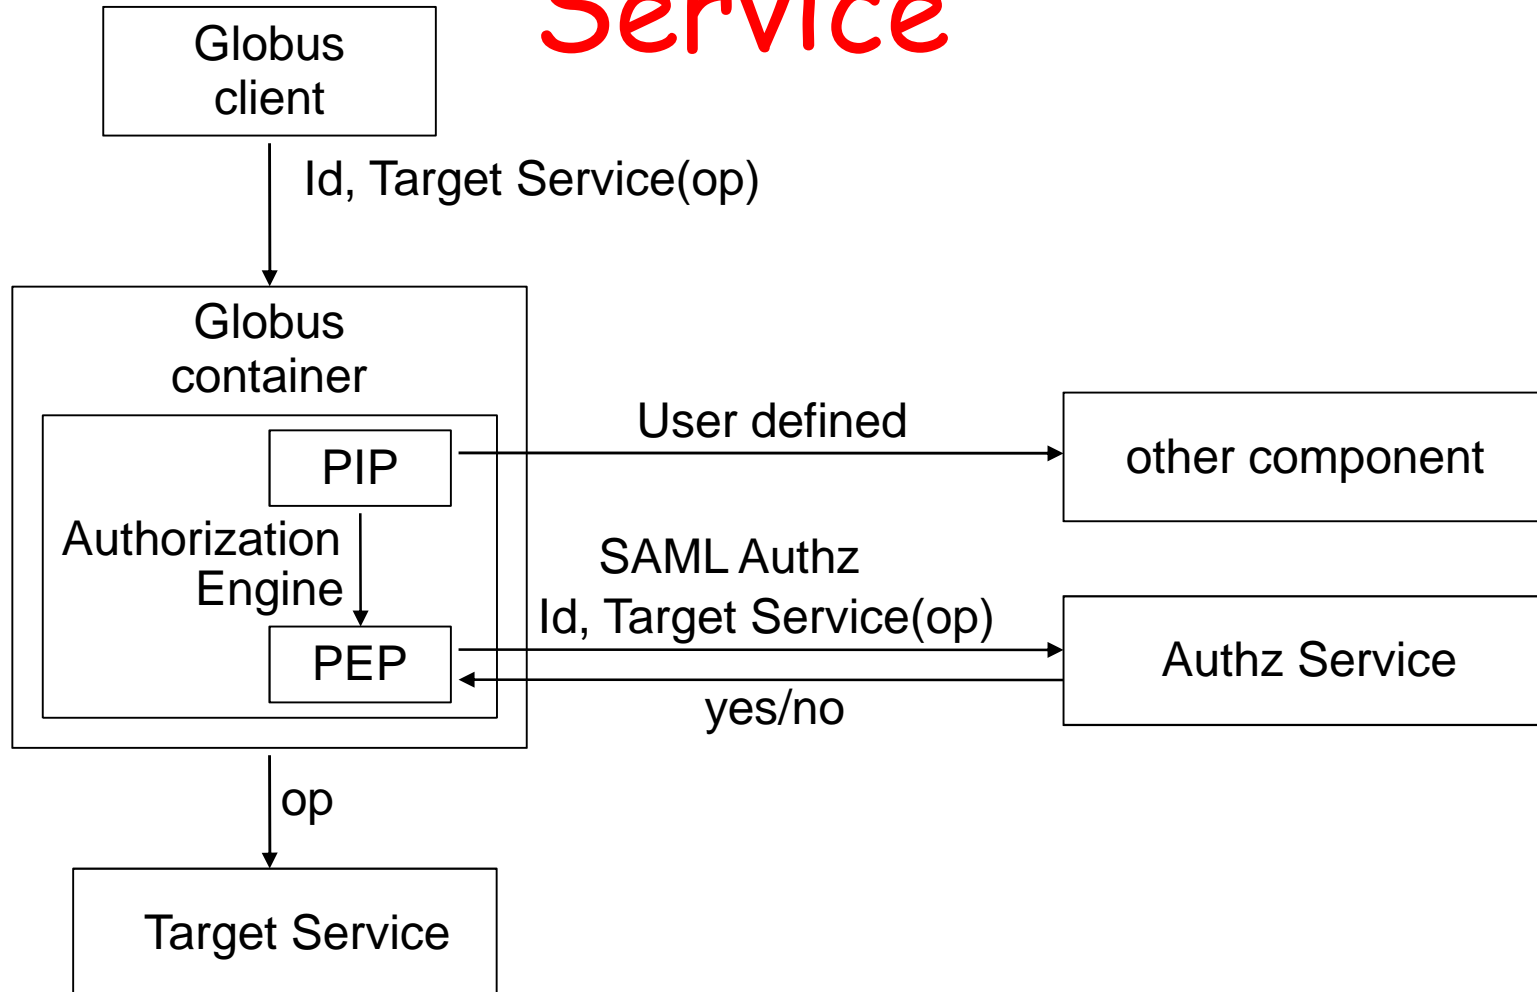 Service
Globus
client
Id, Target Service(op)
Globus
container
PIP
User defined
other component
Authorization
Engine
SAML Authz
Id, Target Service(op)
PEP
Authz Service
yes/no
op
Target Service